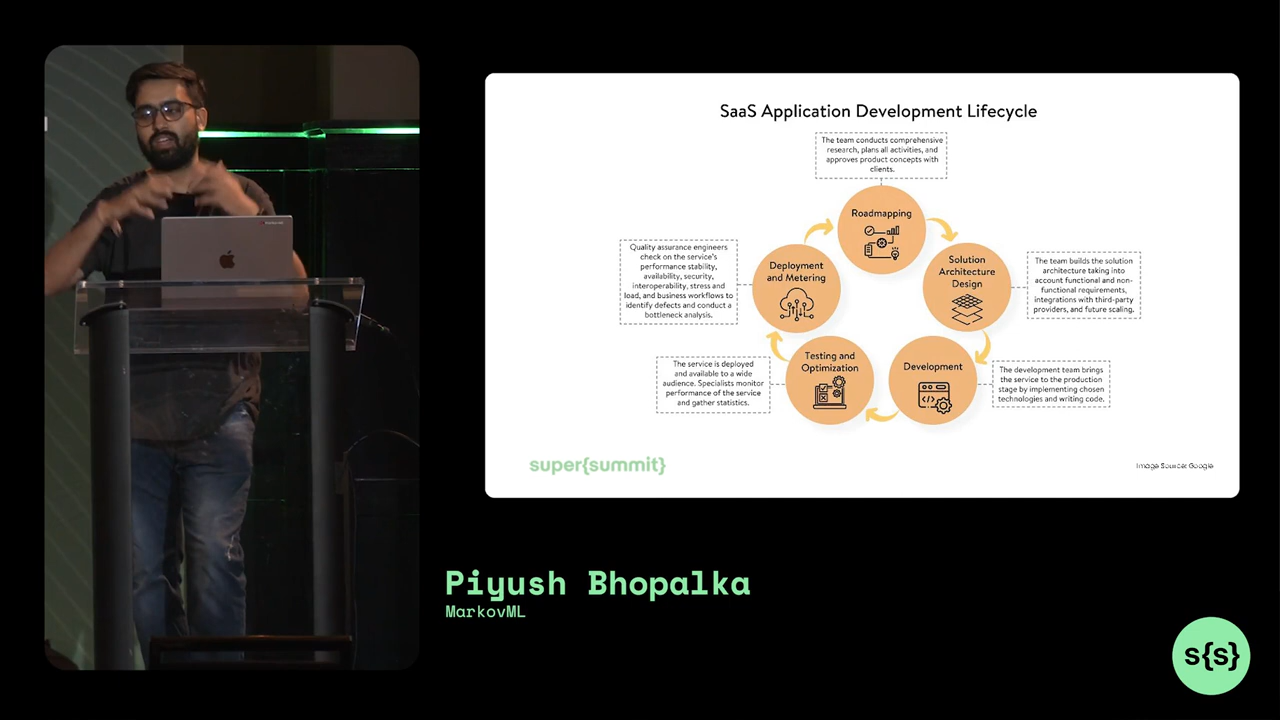 SaaS Application Development Lifecycle
The team conducts comprehensive
research, plans all activities, and
approves product concepts with
clients.
Roadmapping
Quality assurance engineers
check on the service's
performance stability,
availability, security,
interoperability, stress and
load, and business workflows to
identify defects and conduct a
bottleneck analysis.
Deployment
and Metering
Solution
Architecture
Design
The team builds the solution
architecture taking into
account functional and non-
functional requirements,
integrations with third-party
providers, and future scaling.
The service is deployed
and available to a wide
audience. Specialists monitor
performance of the service
and gather statistics.
Testing and
Optimization
Development
The development team brings
the service to the production
stage by implementing chosen
technologies and writing code.
super{summit}
Image Source: Google
Piyush Bhopalka
MarkovML
s{s}